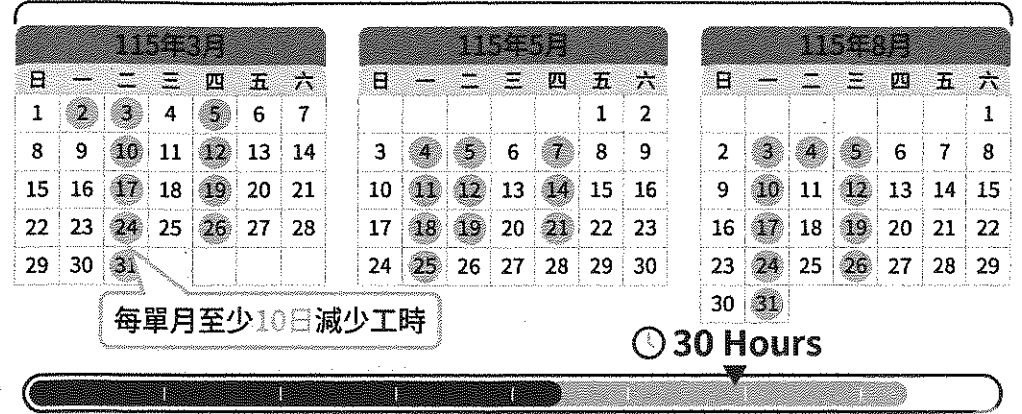 115年3月
日 一 二 三 四 五 六
1 2 3 4 5 6 7
8 9 10 11 12 13 14
15 16 17 18 19 20 21
22 23 24 25 26 27 28
29 30 31
115年5月
日 一 二 三 四 五 六
1 2
3 4 5 6 7 8 9
10 11 12 13 14 15 16
17 18 19 20 21 22 23
24 25 26 27 28 29 30
115年8月
日 一 二 三 四 五 六
1
2 3 4 5 6 7 8
9 10 11 12 13 14 15
16 17 18 19 20 21 22
23 24 25 26 27 28 29
30 31
每單月至少10日減少工時
30 Hours